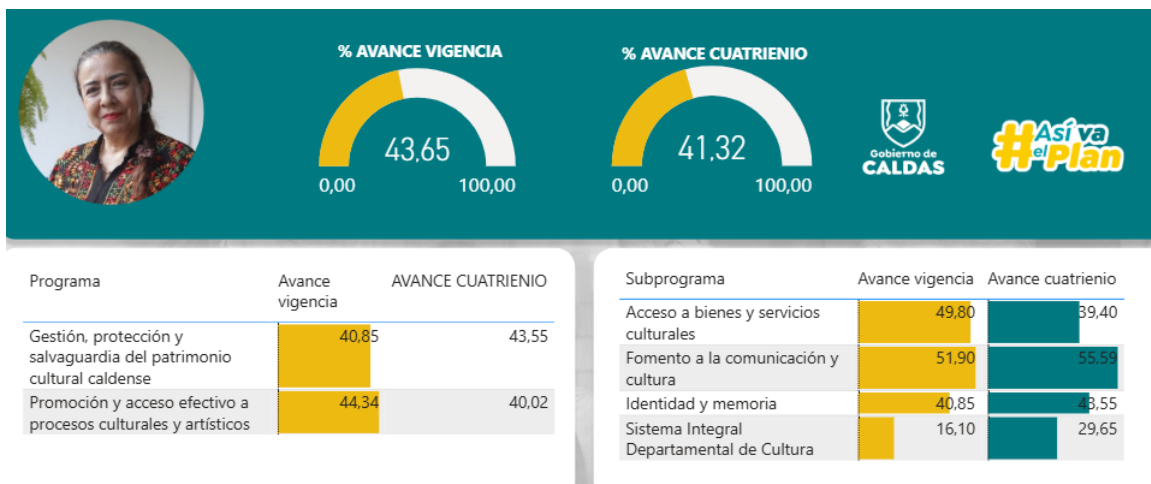 % AVANCE VIGENCIA
43,65
0,00 100,00
% AVANCE CUATRIENIO
41,32
0,00 100,00
Gobierno de
CALDAS
#Así va
el Plan
Programa Avance AVANCE CUATRIENIO
vigencia
Gestión, protección y 40,85 43,55
salvaguardia del patrimonio
cultural caldense
Promoción y acceso efectivo a 44,34 40,02
procesos culturales y artísticos
Subprograma Avance vigencia Avance cuatrienio
Acceso a bienes y servicios 49,80 39,40
culturales
Fomento a la comunicación y 51,90 55,59
cultura
Identidad y memoria 40,85 43,55
Sistema Integral 16,10 29,65
Departamental de Cultura